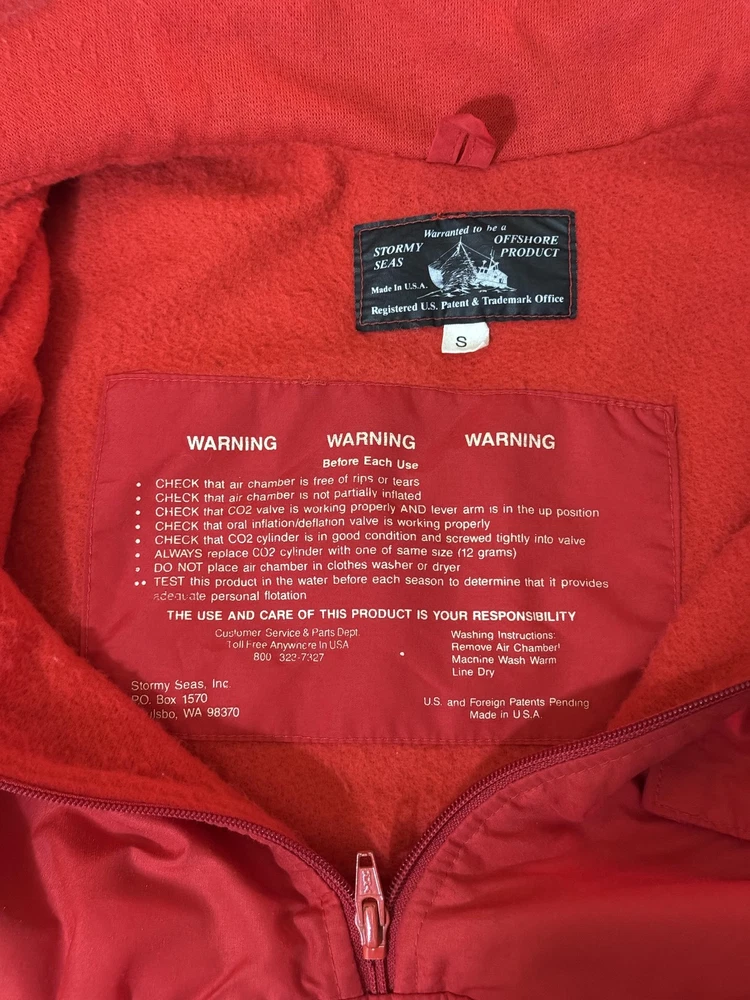 Warranted to be a
STORMY SEAS
OFFSHORE PRODUCT
Made in U.S.A.
Registered U.S. Patent & Trademark Office
S
WARNING WARNING WARNING
Before Each Use
• CHECK that air chamber is free of rips or tears
• CHECK that air chamber is not partially inflated
• CHECK that CO2 valve is working properly AND lever arm is in the up position
• CHECK that oral inflation/deflation valve is working properly
• CHECK that CO2 cylinder is in good condition and screwed tightly into valve
• ALWAYS replace CO2 cylinder with one of same size (12 grams)
• DO NOT place air chamber in clothes washer or dryer
•• TEST this product in the water before each season to determine that it provides
adequate personal flotation
THE USE AND CARE OF THIS PRODUCT IS YOUR RESPONSIBILITY
Customer Service & Parts Dept.
Toll Free Anywhere in USA
800 323-7327
Washing Instructions:
Remove Air Chamber!
Machine Wash Warm
Line Dry
Stormy Seas, Inc.
P.O. Box 1570
WA 98370
U.S. and Foreign Patents Pending
Made in U.S.A.